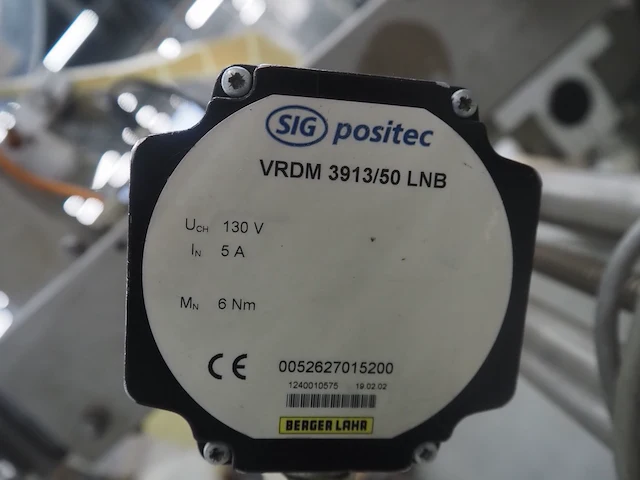 SIG positec
VRDM 3913/50 LNB
UCH 130 V
IN 5 A
MN 6 Nm
CE 0052627015200
1240010575 19.02.02
BERGER LAHR